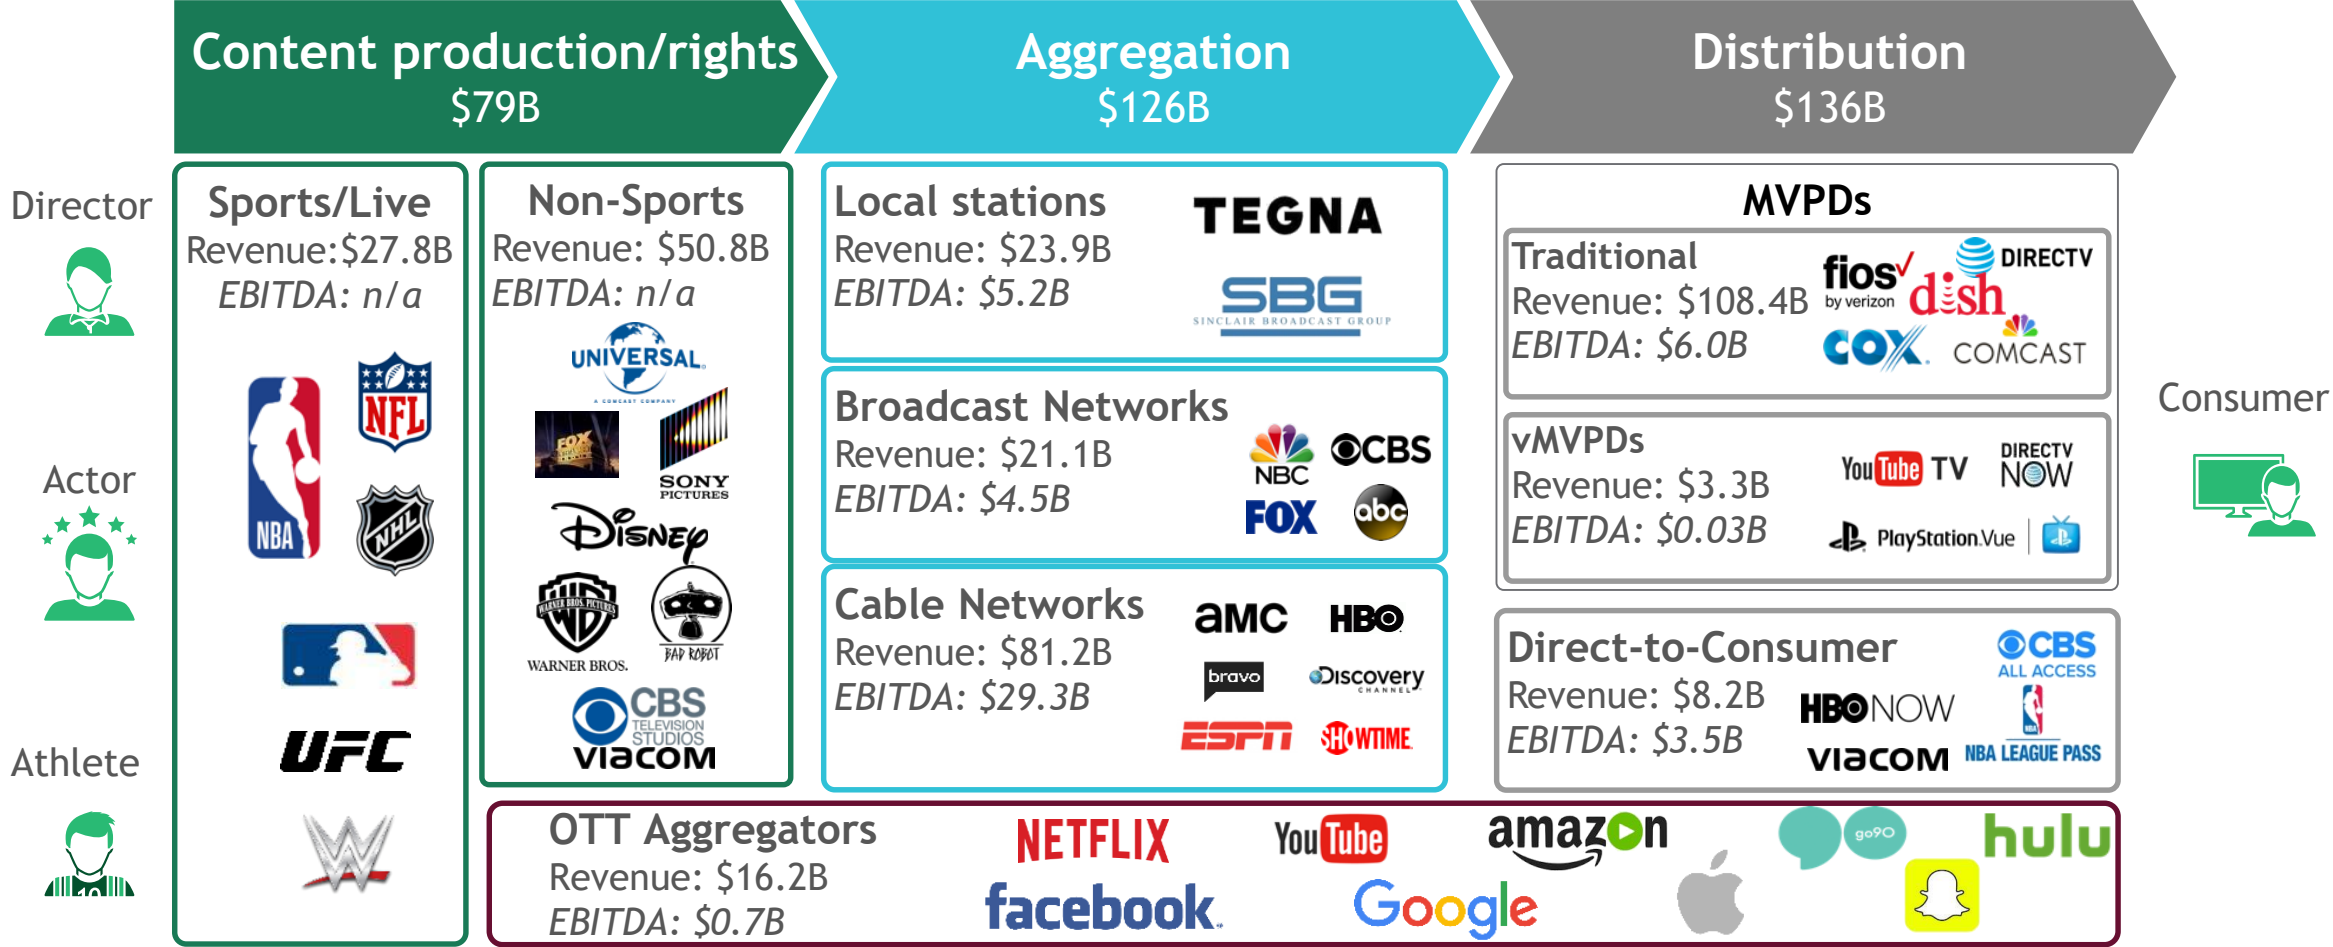 Content production/rights
$79B
Aggregation
$126B
Distribution
$136B
Director
Actor
Athlete
Sports/Live
Revenue:$27.8B
EBITDA: n/a
NBA
NFL
NHL
UFC
W
Non-Sports
Revenue: $50.8B
EBITDA: n/a
UNIVERSAL
A COMCAST COMPANY
FOX
SONY
PICTURES
Disney
WARNER BROS. PICTURES
WB
WARNER BROS.
BAD ROBOT
CBS
TELEVISION
STUDIOS
VIACOM
Local stations
Revenue: $23.9B
EBITDA: $5.2B
TEGNA
SBG
SINCLAIR BROADCAST GROUP
Broadcast Networks
Revenue: $21.1B
EBITDA: $4.5B
NBC
CBS
FOX
abc
Cable Networks
Revenue: $81.2B
EBITDA: $29.3B
aMC
HBO
bravo
Discovery
CHANNEL
ESPN
SHOWTIME
MVPDs
Traditional
Revenue: $108.4B
EBITDA: $6.0B
fios
by verizon
DIRECTV
dish
COX
COMCAST
vMVPDs
Revenue: $3.3B
EBITDA: $0.03B
YouTube TV
DIRECTV
NOW
PlayStation.Vue
Direct-to-Consumer
Revenue: $8.2B
EBITDA: $3.5B
CBS
ALL ACCESS
HBO NOW
VIACOM
NBA
NBA LEAGUE PASS
Consumer
OTT Aggregators
Revenue: $16.2B
EBITDA: $0.7B
NETFLIX
YouTube
amazon
go90
hulu
facebook
Google